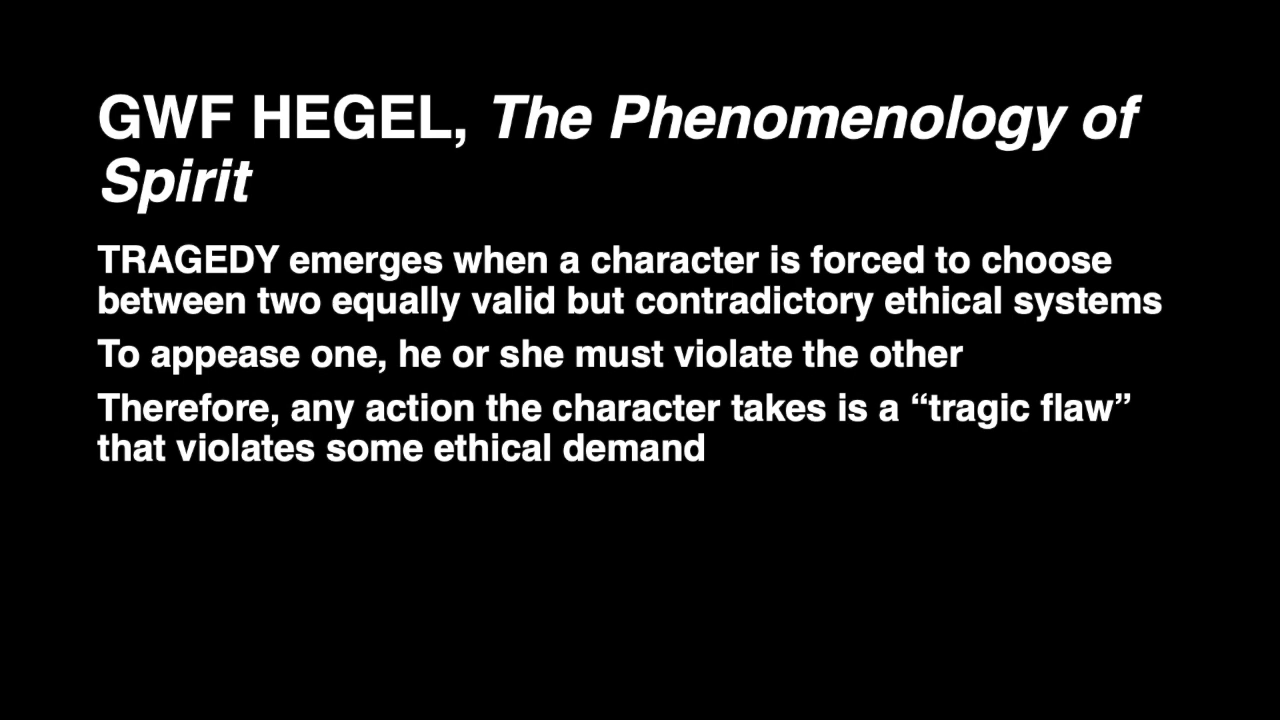 GWF HEGEL, The Phenomenology of
Spirit
TRAGEDY emerges when a character is forced to choose
between two equally valid but contradictory ethical systems
To appease one, he or she must violate the other
Therefore, any action the character takes is a “tragic flaw”
that violates some ethical demand